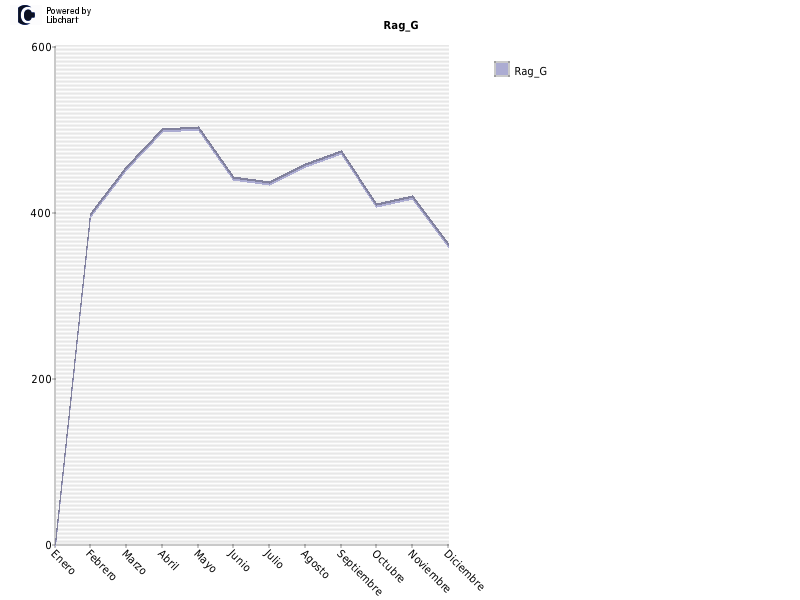 Powered by
Libchart
Rag_G
600
400
200
0
Rag_G
Enero
Febrero
Marzo
Abril
Mayo
Junio
Julio
Agosto
Septiembre
Octubre
Noviembre
Diciembre